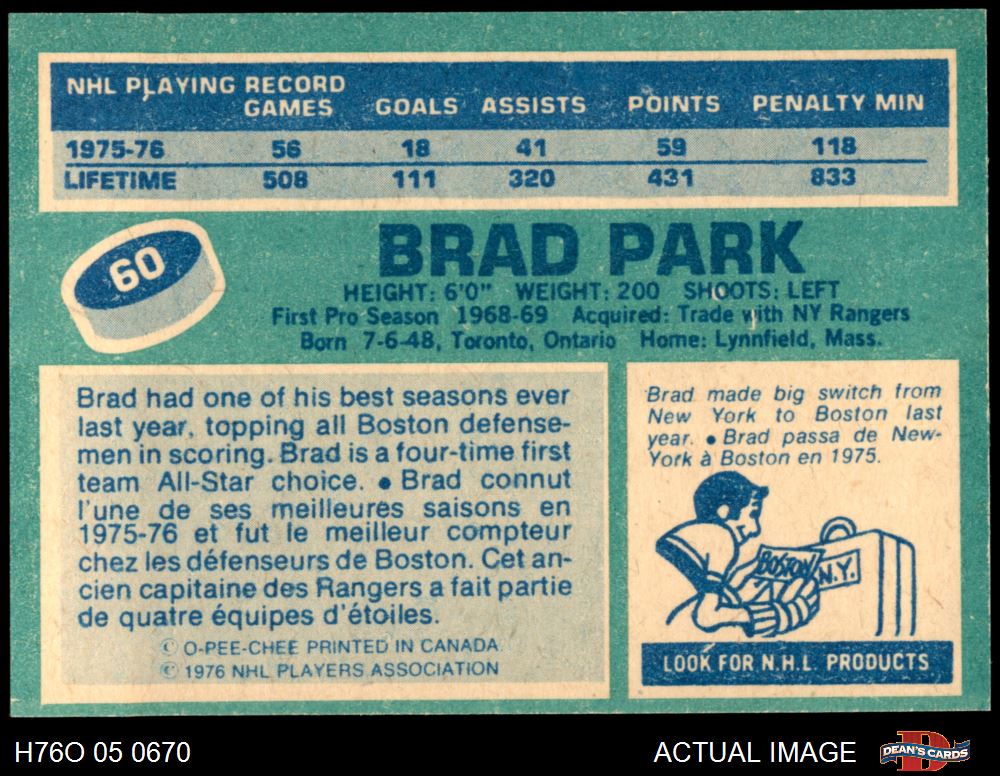 NHL PLAYING RECORD
GAMES GOALS ASSISTS POINTS PENALTY MIN
1975-76 56 18 41 59 118
LIFETIME 508 111 320 431 833
60
BRAD PARK
HEIGHT: 6'0" WEIGHT: 200 SHOOTS: LEFT
First Pro Season 1968-69 Acquired: Trade with NY Rangers
Born 7-6-48, Toronto, Ontario Home: Lynnfield, Mass.
Brad had one of his best seasons ever
last year, topping all Boston defense-
men in scoring. Brad is a four-time first
team All-Star choice. ● Brad connut
l'une de ses meilleures saisons en
1975-76 et fut le meilleur compteur
chez les défenseurs de Boston. Cet an-
cien capitaine des Rangers a fait partie
de quatre équipes d'étoiles.
© O-PEE-CHEE PRINTED IN CANADA
© 1976 NHL PLAYERS ASSOCIATION
Brad made big switch from
New York to Boston last
year. ● Brad passa de New-
York à Boston en 1975.
BOSTON
N.Y.
LOOK FOR N.H.L. PRODUCTS
H76O 05 0670
ACTUAL IMAGE
DEAN'S CARDS